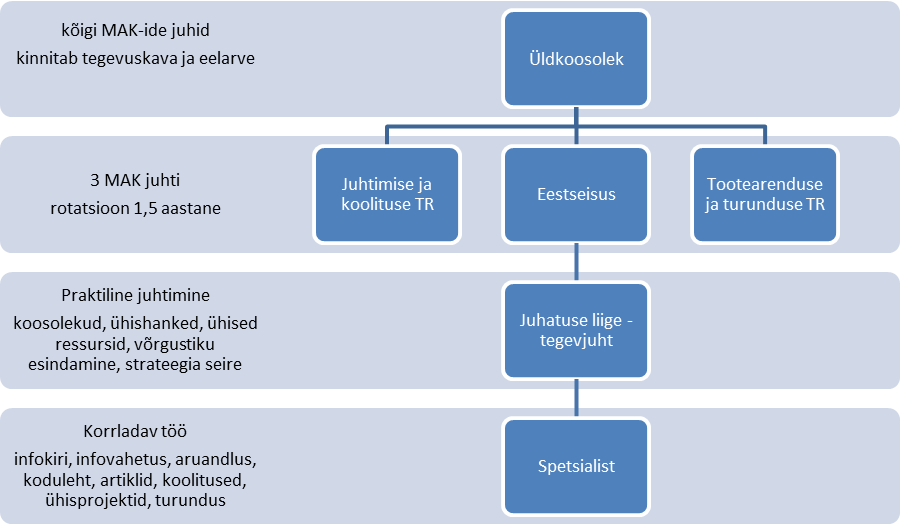 kõigi MAK-ide juhid
kinnitab tegevuskava ja eelarve
Üldkoosolek
3 MAK juhti
rotatsioon 1,5 aastane
Juhtimise ja
koolituse TR
Eestseisus
Tootearenduse
ja turunduse TR
Praktiline juhtimine
koosolekud, ühishanked, ühised
ressursid, võrgustiku
esindamine, strateegia seire
Juhatuse liige -
tegevjuht
Korrladav töö
infokiri, infovahetus, aruandlus,
koduleht, artiklid, koolitused,
ühisprojektid, turundus
Spetsialist